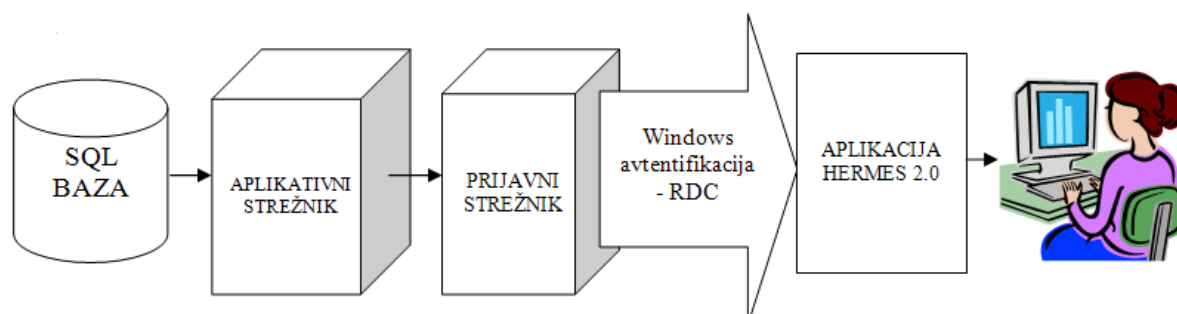 SQL
BAZA
APLIKATIVNI
STREŽNIK
PRIJAVNI
STREŽNIK
Windows
avtentifikacija
- RDC
APLIKACIJA
HERMES 2.0